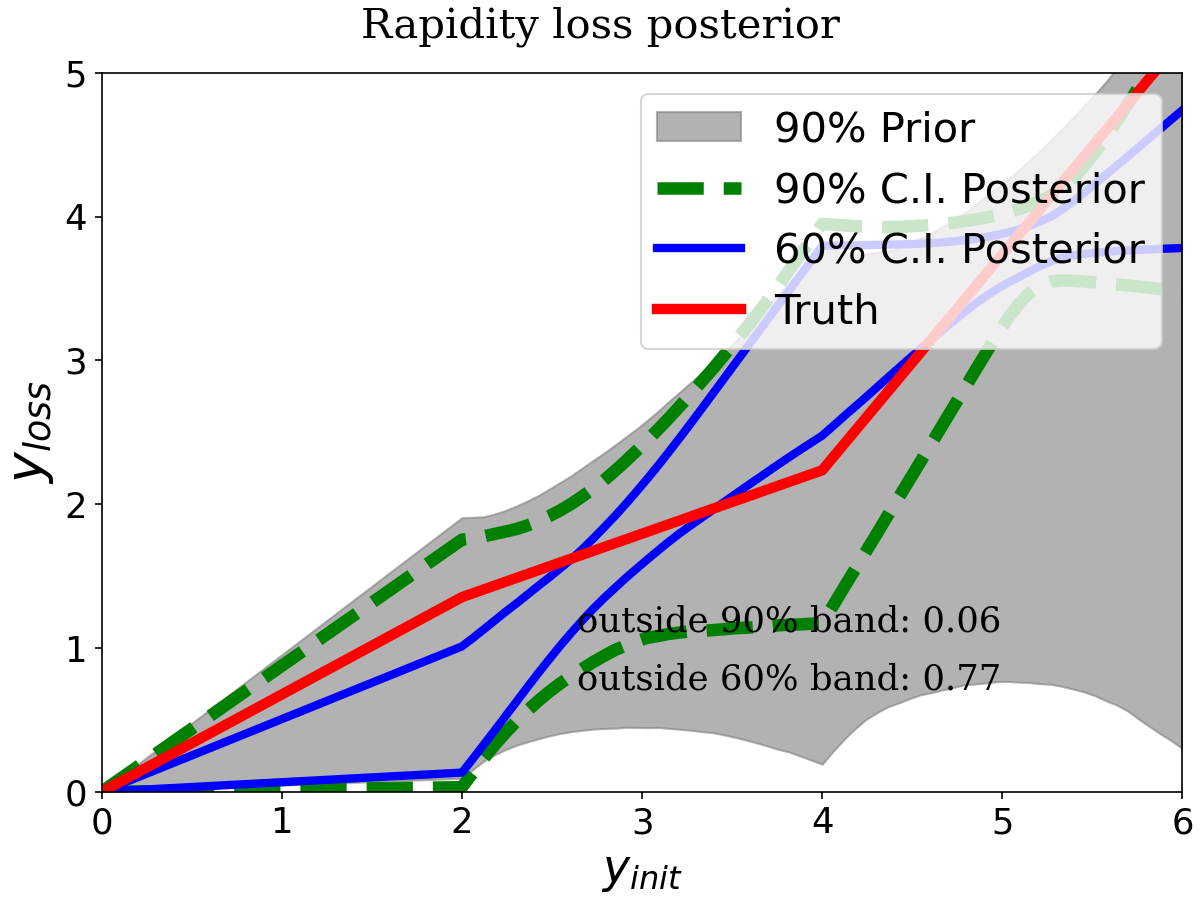 Rapidity loss posterior
5
4
3
2
1
0
y_loss
90% Prior
90% C.I. Posterior
60% C.I. Posterior
Truth
outside 90% band: 0.06
outside 60% band: 0.77
0 1 2 3 4 5 6
y_init